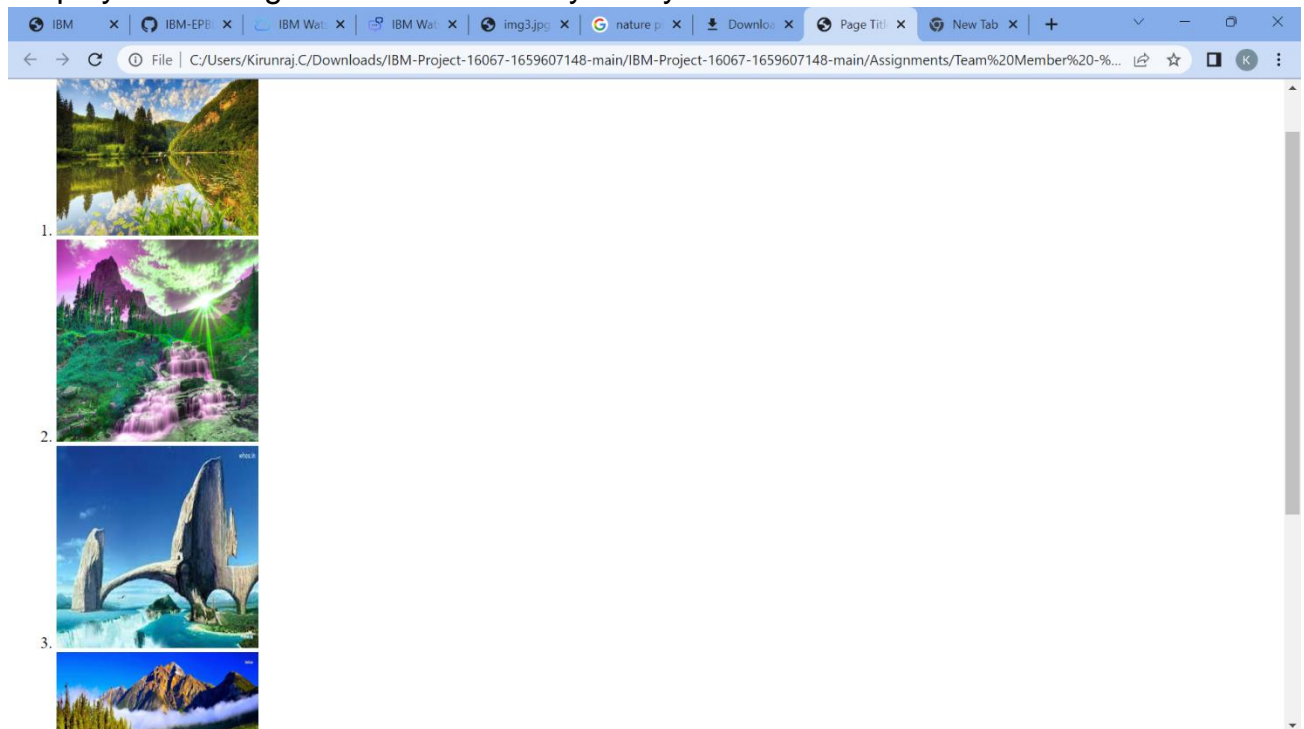 IBM IBM-EPB IBM Wat IBM Wat img3.jpg nature p Downloa Page Titl New Tab
File C:/Users/Kirunraj.C/Downloads/IBM-Project-16067-1659607148-main/IBM-Project-16067-1659607148-main/Assignments/Team%20Member%20-%... K
1.
2.
3.